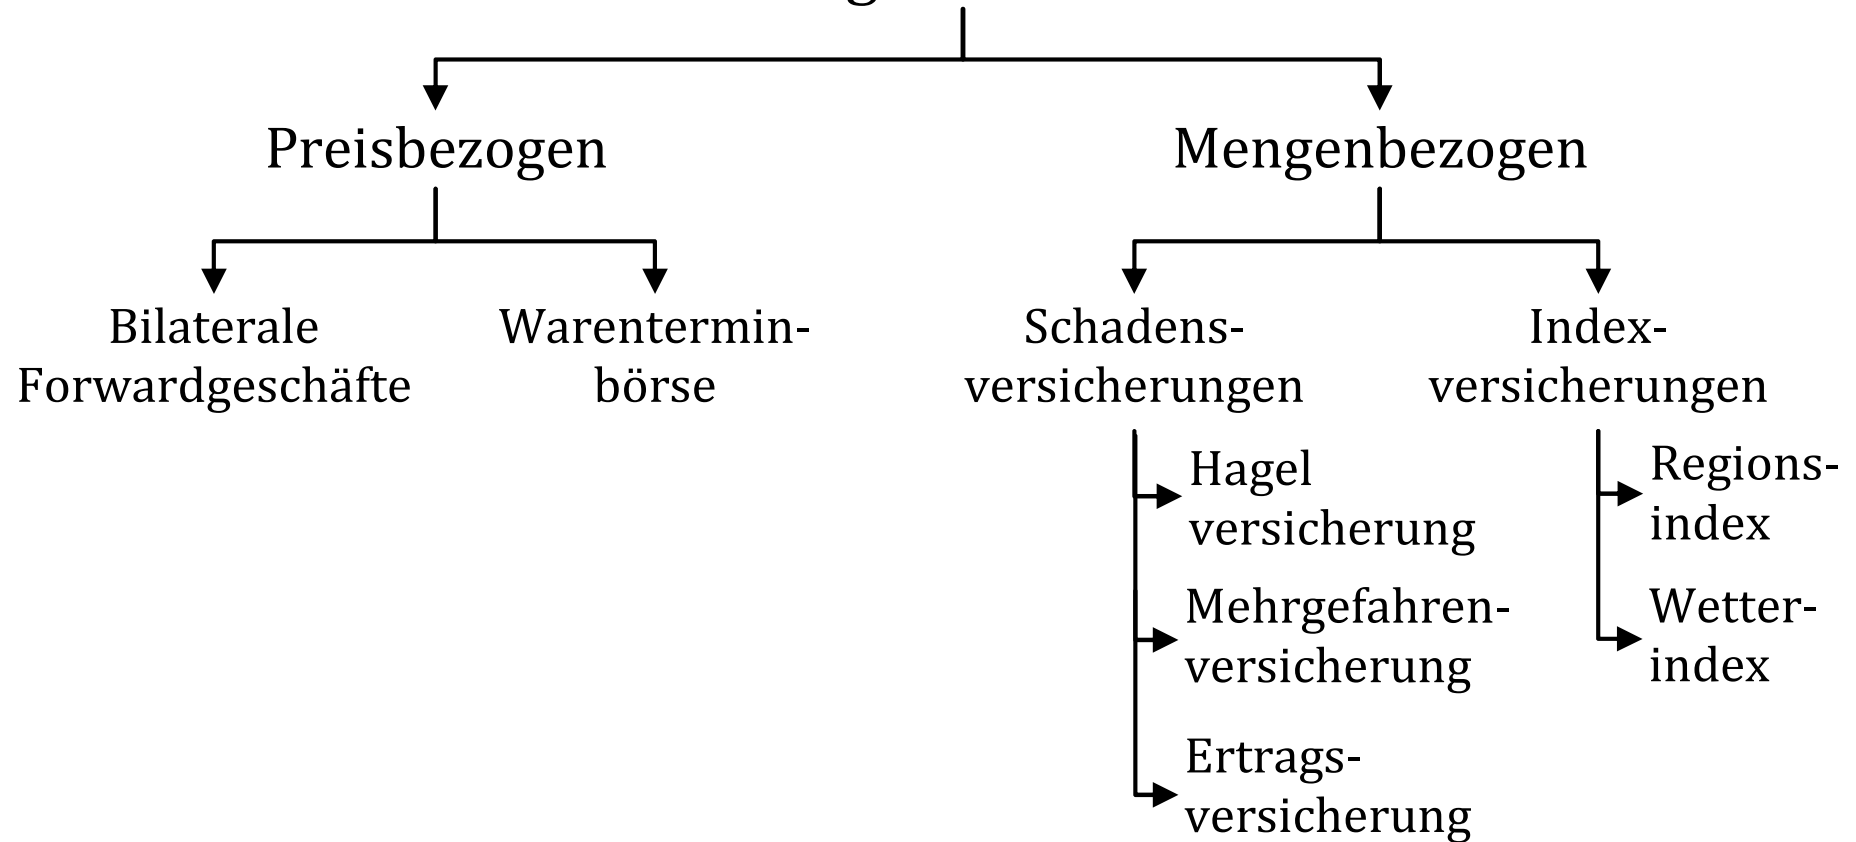 Preisbezogen
Mengenbezogen
Bilaterale
Forwardgeschäfte
Warentermin-
börse
Schadens-
versicherungen
Index-
versicherungen
Hagel
versicherung
Mehrgefahren-
versicherung
Ertrags-
versicherung
Regions-
index
Wetter-
index